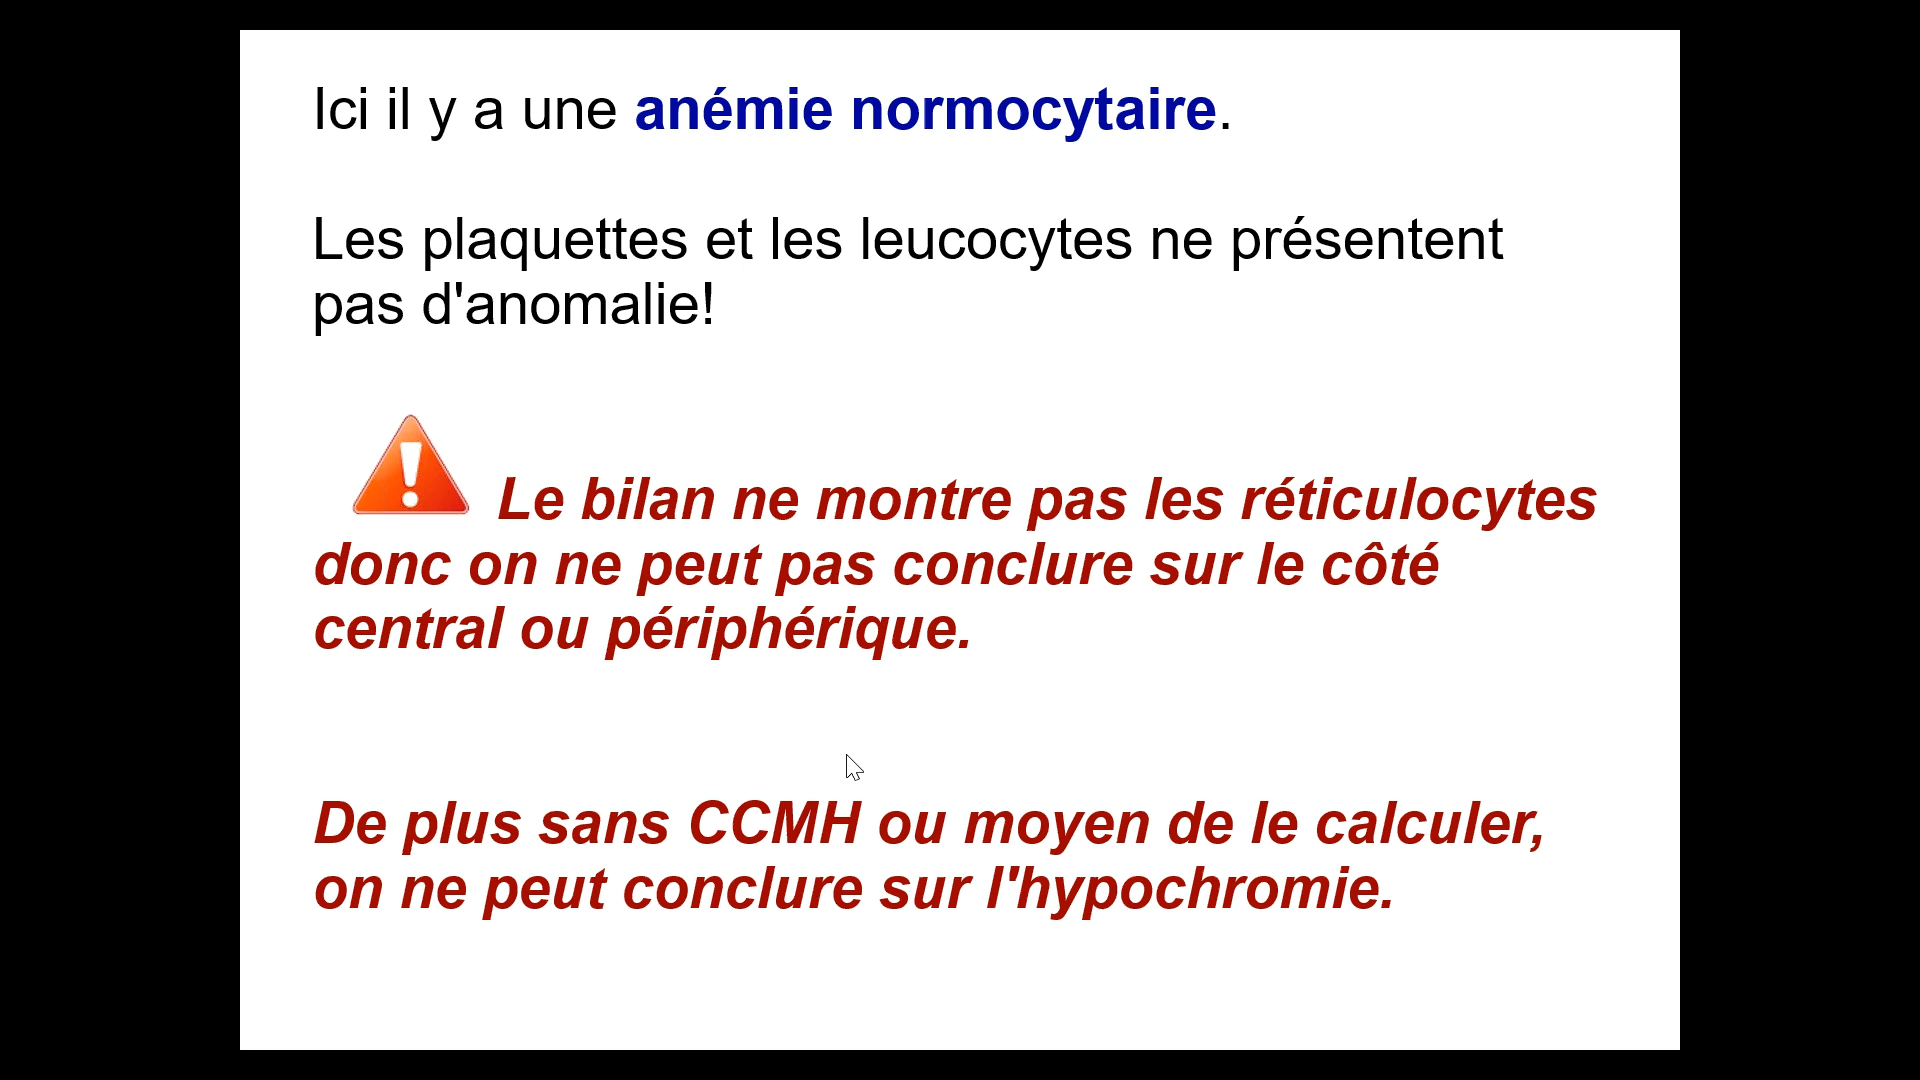 Ici il y a une anémie normocytaire.
Les plaquettes et les leucocytes ne présentent
pas d'anomalie!
Le bilan ne montre pas les réticulocytes
donc on ne peut pas conclure sur le côté
central ou périphérique.
De plus sans CCMH ou moyen de le calculer,
on ne peut conclure sur l'hypochromie.